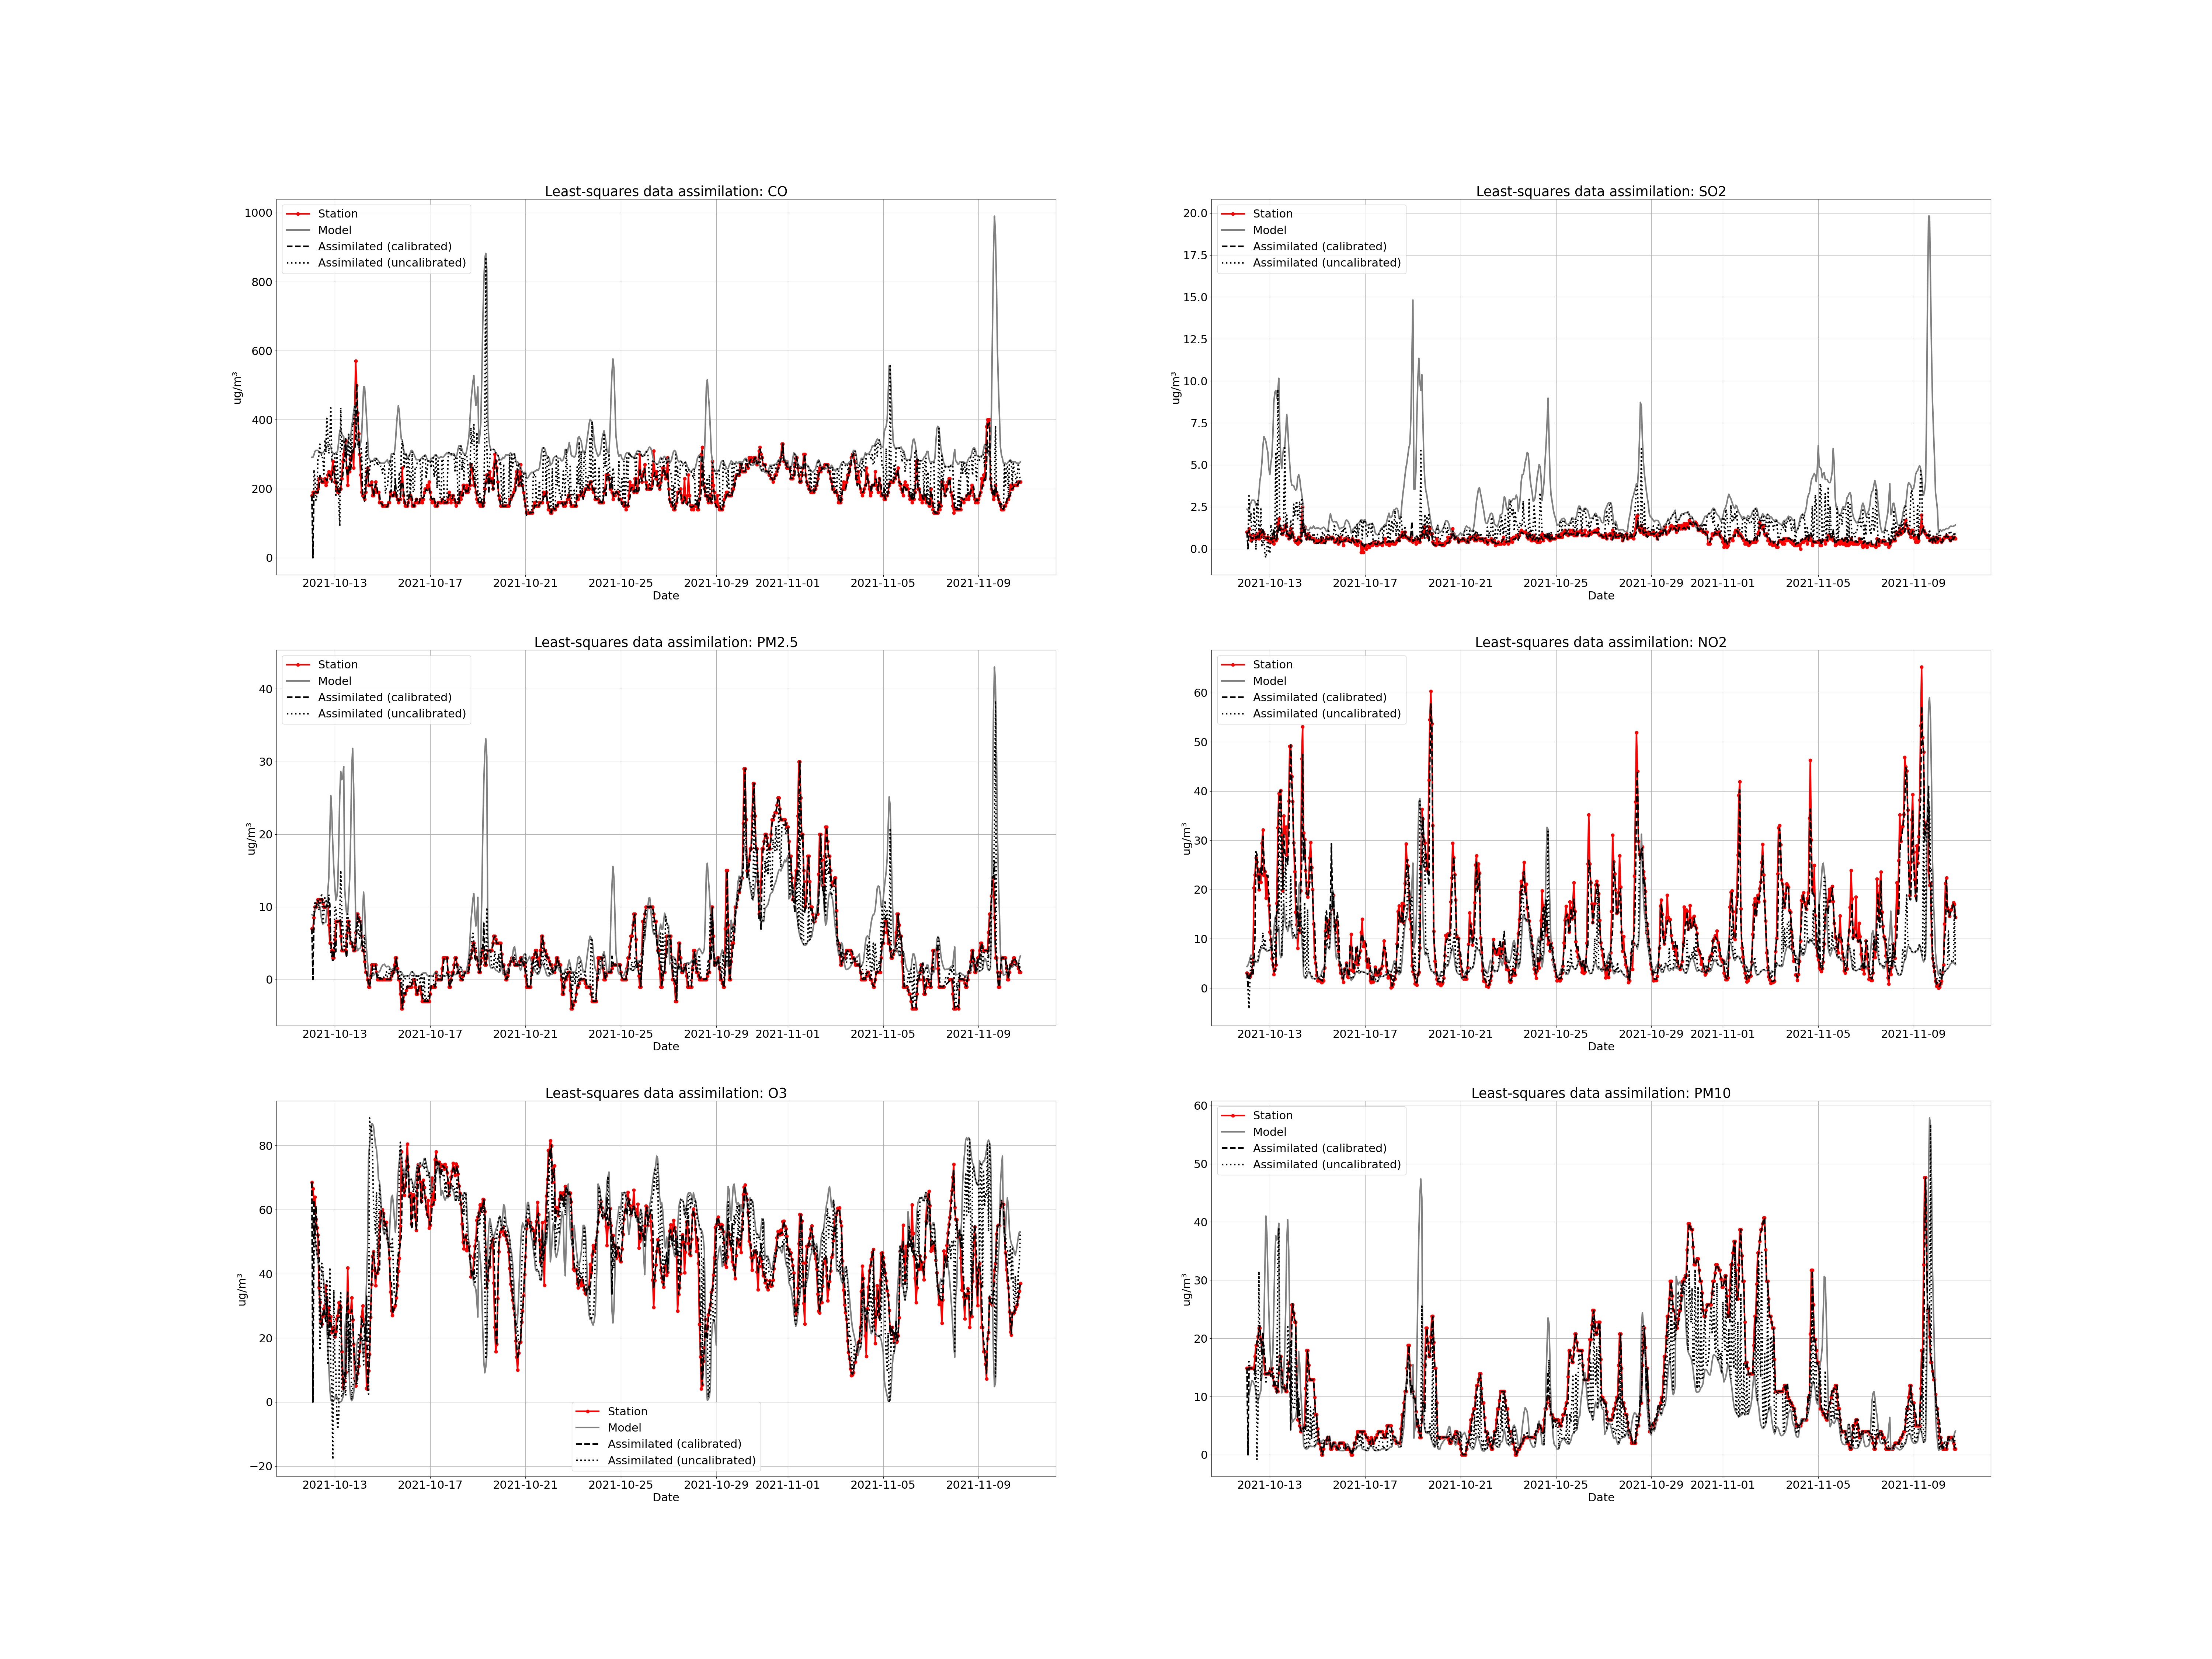 Least-squares data assimilation: CO
Station
Model
Assimilated (calibrated)
Assimilated (uncalibrated)
1000
800
600
400
200
0
ug/m³
2021-10-13 2021-10-17 2021-10-21 2021-10-25 2021-10-29 2021-11-01 2021-11-05 2021-11-09
Date
Least-squares data assimilation: SO2
Station
Model
Assimilated (calibrated)
Assimilated (uncalibrated)
20.0
17.5
15.0
12.5
10.0
7.5
5.0
2.5
0.0
ug/m³
2021-10-13 2021-10-17 2021-10-21 2021-10-25 2021-10-29 2021-11-01 2021-11-05 2021-11-09
Date
Least-squares data assimilation: PM2.5
Station
Model
Assimilated (calibrated)
Assimilated (uncalibrated)
40
30
20
10
0
ug/m³
2021-10-13 2021-10-17 2021-10-21 2021-10-25 2021-10-29 2021-11-01 2021-11-05 2021-11-09
Date
Least-squares data assimilation: NO2
Station
Model
Assimilated (calibrated)
Assimilated (uncalibrated)
60
50
40
30
20
10
0
ug/m³
2021-10-13 2021-10-17 2021-10-21 2021-10-25 2021-10-29 2021-11-01 2021-11-05 2021-11-09
Date
Least-squares data assimilation: O3
80
60
40
20
0
−20
ug/m³
Station
Model
Assimilated (calibrated)
Assimilated (uncalibrated)
2021-10-13 2021-10-17 2021-10-21 2021-10-25 2021-10-29 2021-11-01 2021-11-05 2021-11-09
Date
Least-squares data assimilation: PM10
Station
Model
Assimilated (calibrated)
Assimilated (uncalibrated)
60
50
40
30
20
10
0
ug/m³
2021-10-13 2021-10-17 2021-10-21 2021-10-25 2021-10-29 2021-11-01 2021-11-05 2021-11-09
Date